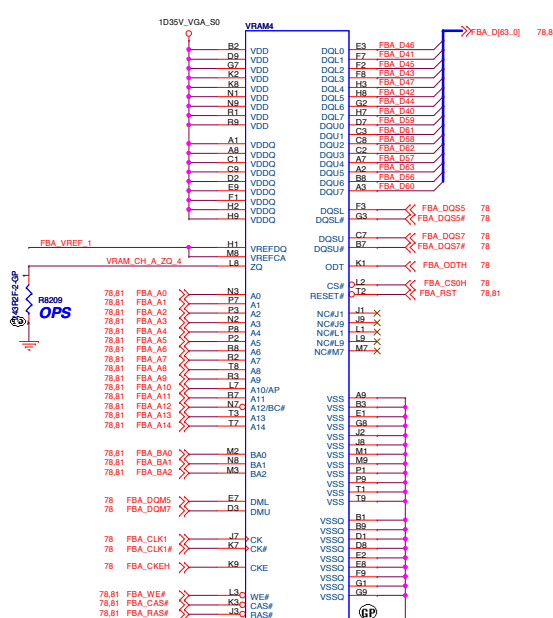 1D35V_VGA_S0
VRAM4
FBA_D[63..0] 78,8
B2 VDD DQL0 E3 FBA_D46
D9 VDD DQL1 F7 FBA_D41
G7 VDD DQL2 F2 FBA_D45
K2 VDD DQL3 F8 FBA_D43
K8 VDD DQL4 H3 FBA_D47
N1 VDD DQL5 H8 FBA_D42
N9 VDD DQL6 G2 FBA_D44
R1 VDD DQL7 H7 FBA_D40
R9 VDD DQU0 D7 FBA_D59
DQU1 C3 FBA_D61
A1 VDDQ DQU2 C8 FBA_D58
A8 VDDQ DQU3 C2 FBA_D62
C1 VDDQ DQU4 A7 FBA_D57
C9 VDDQ DQU5 A2 FBA_D63
D2 VDDQ DQU6 B8 FBA_D56
E9 VDDQ DQU7 A3 FBA_D60
F1 VDDQ
H2 VDDQ DQSL F3 FBA_DQS5 78
H9 VDDQ DQSL# G3 FBA_DQS5# 78
DQSU C7 FBA_DQS7 78
FBA_VREF_1 H1 VREFDQ DQSU# B7 FBA_DQS7# 78
M8 VREFCA
VRAM_CH_A_ZQ_4 L8 ZQ ODT K1 FBA_ODTH 78
CS# L2 FBA_CS0H 78
RESET# T2 FBA_RST 78,81
R8209
OPS
78,81 FBA_A0 N3 A0
78,81 FBA_A1 P7 A1 NC#J1 J1
78,81 FBA_A2 P3 A2 NC#J9 J9
78,81 FBA_A3 N2 A3 NC#L1 L1
78,81 FBA_A4 P8 A4 NC#L9 L9
78,81 FBA_A5 P2 A5 NC#M7 M7
78,81 FBA_A6 R8 A6
78,81 FBA_A7 R2 A7
78,81 FBA_A8 T8 A8
78,81 FBA_A9 R3 A9
78,81 FBA_A10 L7 A10/AP
78,81 FBA_A11 R7 A11 VSS A9
78,81 FBA_A12 N7 A12/BC# VSS B3
78,81 FBA_A13 T3 A13 VSS E1
78,81 FBA_A14 T7 A14 VSS G8
VSS J2
VSS J8
78,81 FBA_BA0 M2 BA0 VSS M1
78,81 FBA_BA1 N8 BA1 VSS M9
78,81 FBA_BA2 M3 BA2 VSS P1
VSS P9
VSS T1
78 FBA_DQM5 E7 DML VSS T9
78 FBA_DQM7 D3 DMU
VSSQ B1
VSSQ B9
78 FBA_CLK1 J7 CK VSSQ D1
78 FBA_CLK1# K7 CK# VSSQ D8
VSSQ E2
78 FBA_CKEH K9 CKE VSSQ E8
VSSQ F9
VSSQ G1
78,81 FBA_WE# L3 WE# VSSQ G9
78,81 FBA_CAS# K3 CAS#
78,81 FBA_RAS# J3 RAS#
GP